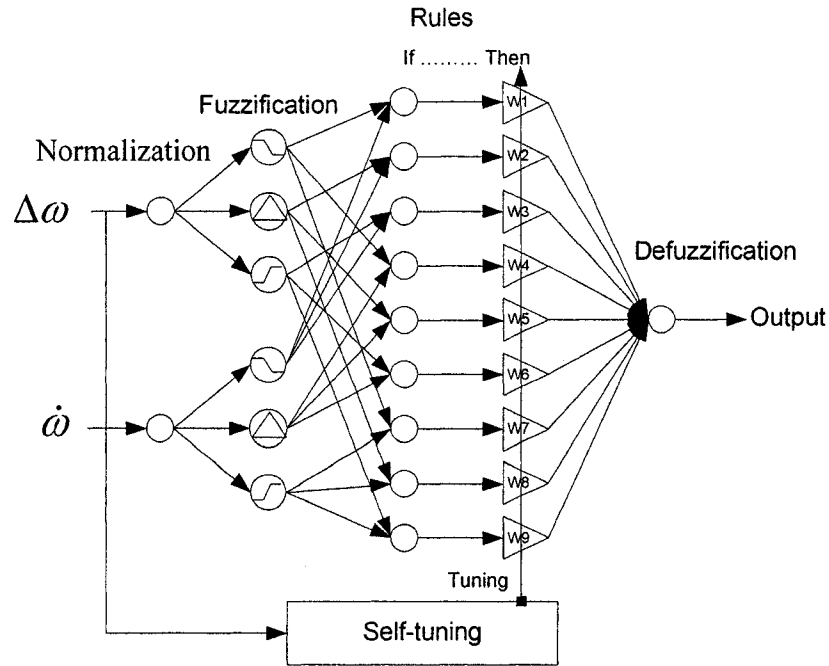 Rules
If ......... Then
Fuzzification
Normalization
Δω
ω̇
W1
W2
W3
W4
W5
W6
W7
W8
W9
Defuzzification
Output
Tuning
Self-tuning